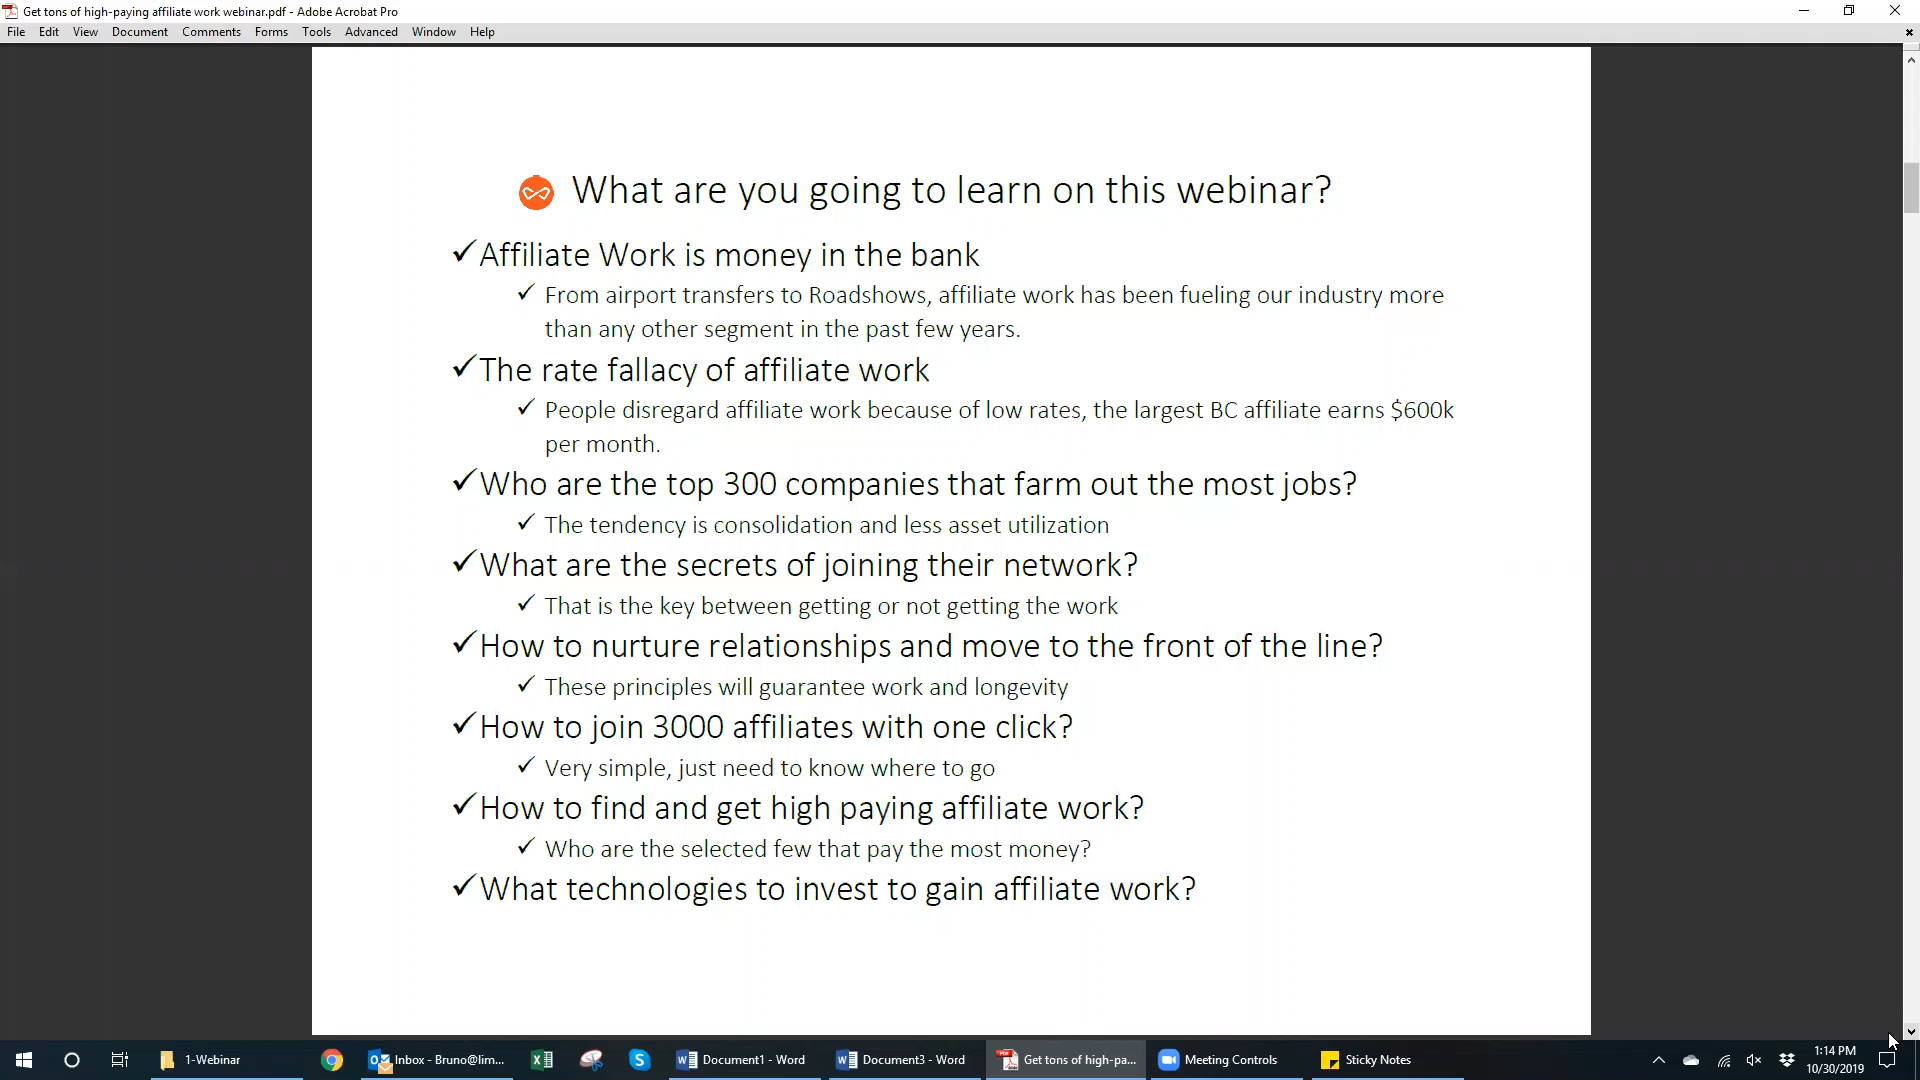 Get tons of high-paying affiliate work webinar.pdf - Adobe Acrobat Pro
File Edit View Document Comments Forms Tools Advanced Window Help
What are you going to learn on this webinar?
✓Affiliate Work is money in the bank
✓ From airport transfers to Roadshows, affiliate work has been fueling our industry more
than any other segment in the past few years.
✓The rate fallacy of affiliate work
✓ People disregard affiliate work because of low rates, the largest BC affiliate earns $600k
per month.
✓Who are the top 300 companies that farm out the most jobs?
✓ The tendency is consolidation and less asset utilization
✓What are the secrets of joining their network?
✓ That is the key between getting or not getting the work
✓How to nurture relationships and move to the front of the line?
✓ These principles will guarantee work and longevity
✓How to join 3000 affiliates with one click?
✓ Very simple, just need to know where to go
✓How to find and get high paying affiliate work?
✓ Who are the selected few that pay the most money?
✓What technologies to invest to gain affiliate work?
1-Webinar
Inbox - Bruno@lim...
Document1 - Word
Document3 - Word
Get tons of high-pa...
Meeting Controls
Sticky Notes
1:14 PM
10/30/2019